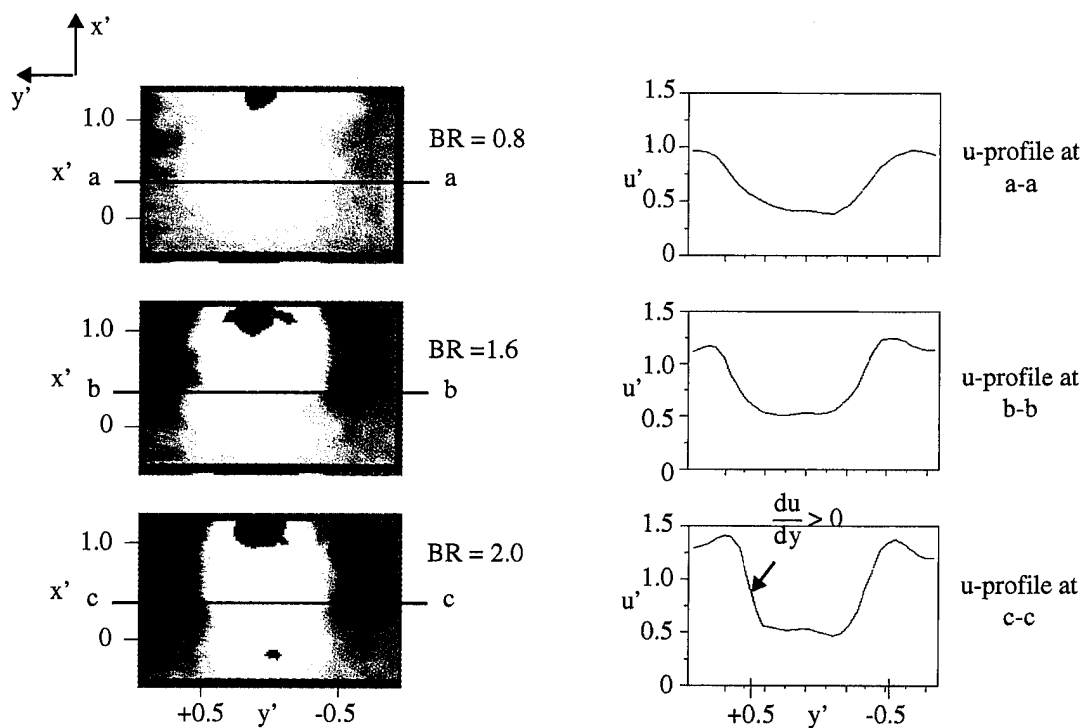 x'
y'
1.0
x' a
0
BR = 0.8
a
1.5
1.0
u'
0.5
0
u-profile at
a-a
1.0
x' b
0
BR = 1.6
b
1.5
1.0
u'
0.5
0
u-profile at
b-b
1.0
x' c
0
BR = 2.0
c
+0.5 y' -0.5
du
dy > 0
1.5
1.0
u'
0.5
0
u-profile at
c-c
+0.5 y' -0.5